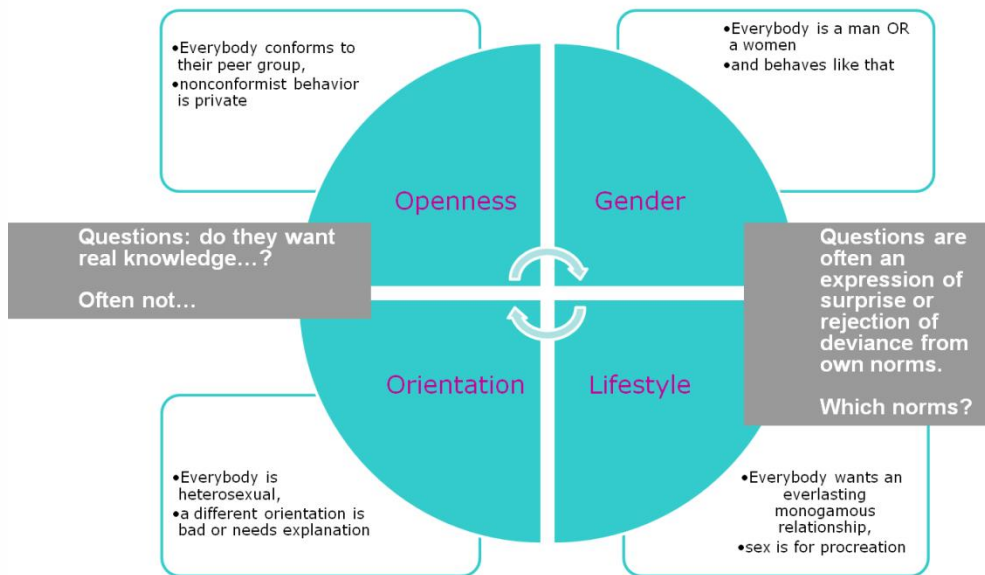 •Everybody conforms to
their peer group,
•nonconformist behavior
is private
•Everybody is a man OR
a women
•and behaves like that
Openness
Gender
Questions: do they want
real knowledge...?
Often not...
Questions are
often an
expression of
surprise or
rejection of
deviance from
own norms.
Which norms?
Orientation
Lifestyle
•Everybody is
heterosexual,
•a different orientation is
bad or needs explanation
•Everybody wants an
everlasting
monogamous
relationship,
•sex is for procreation